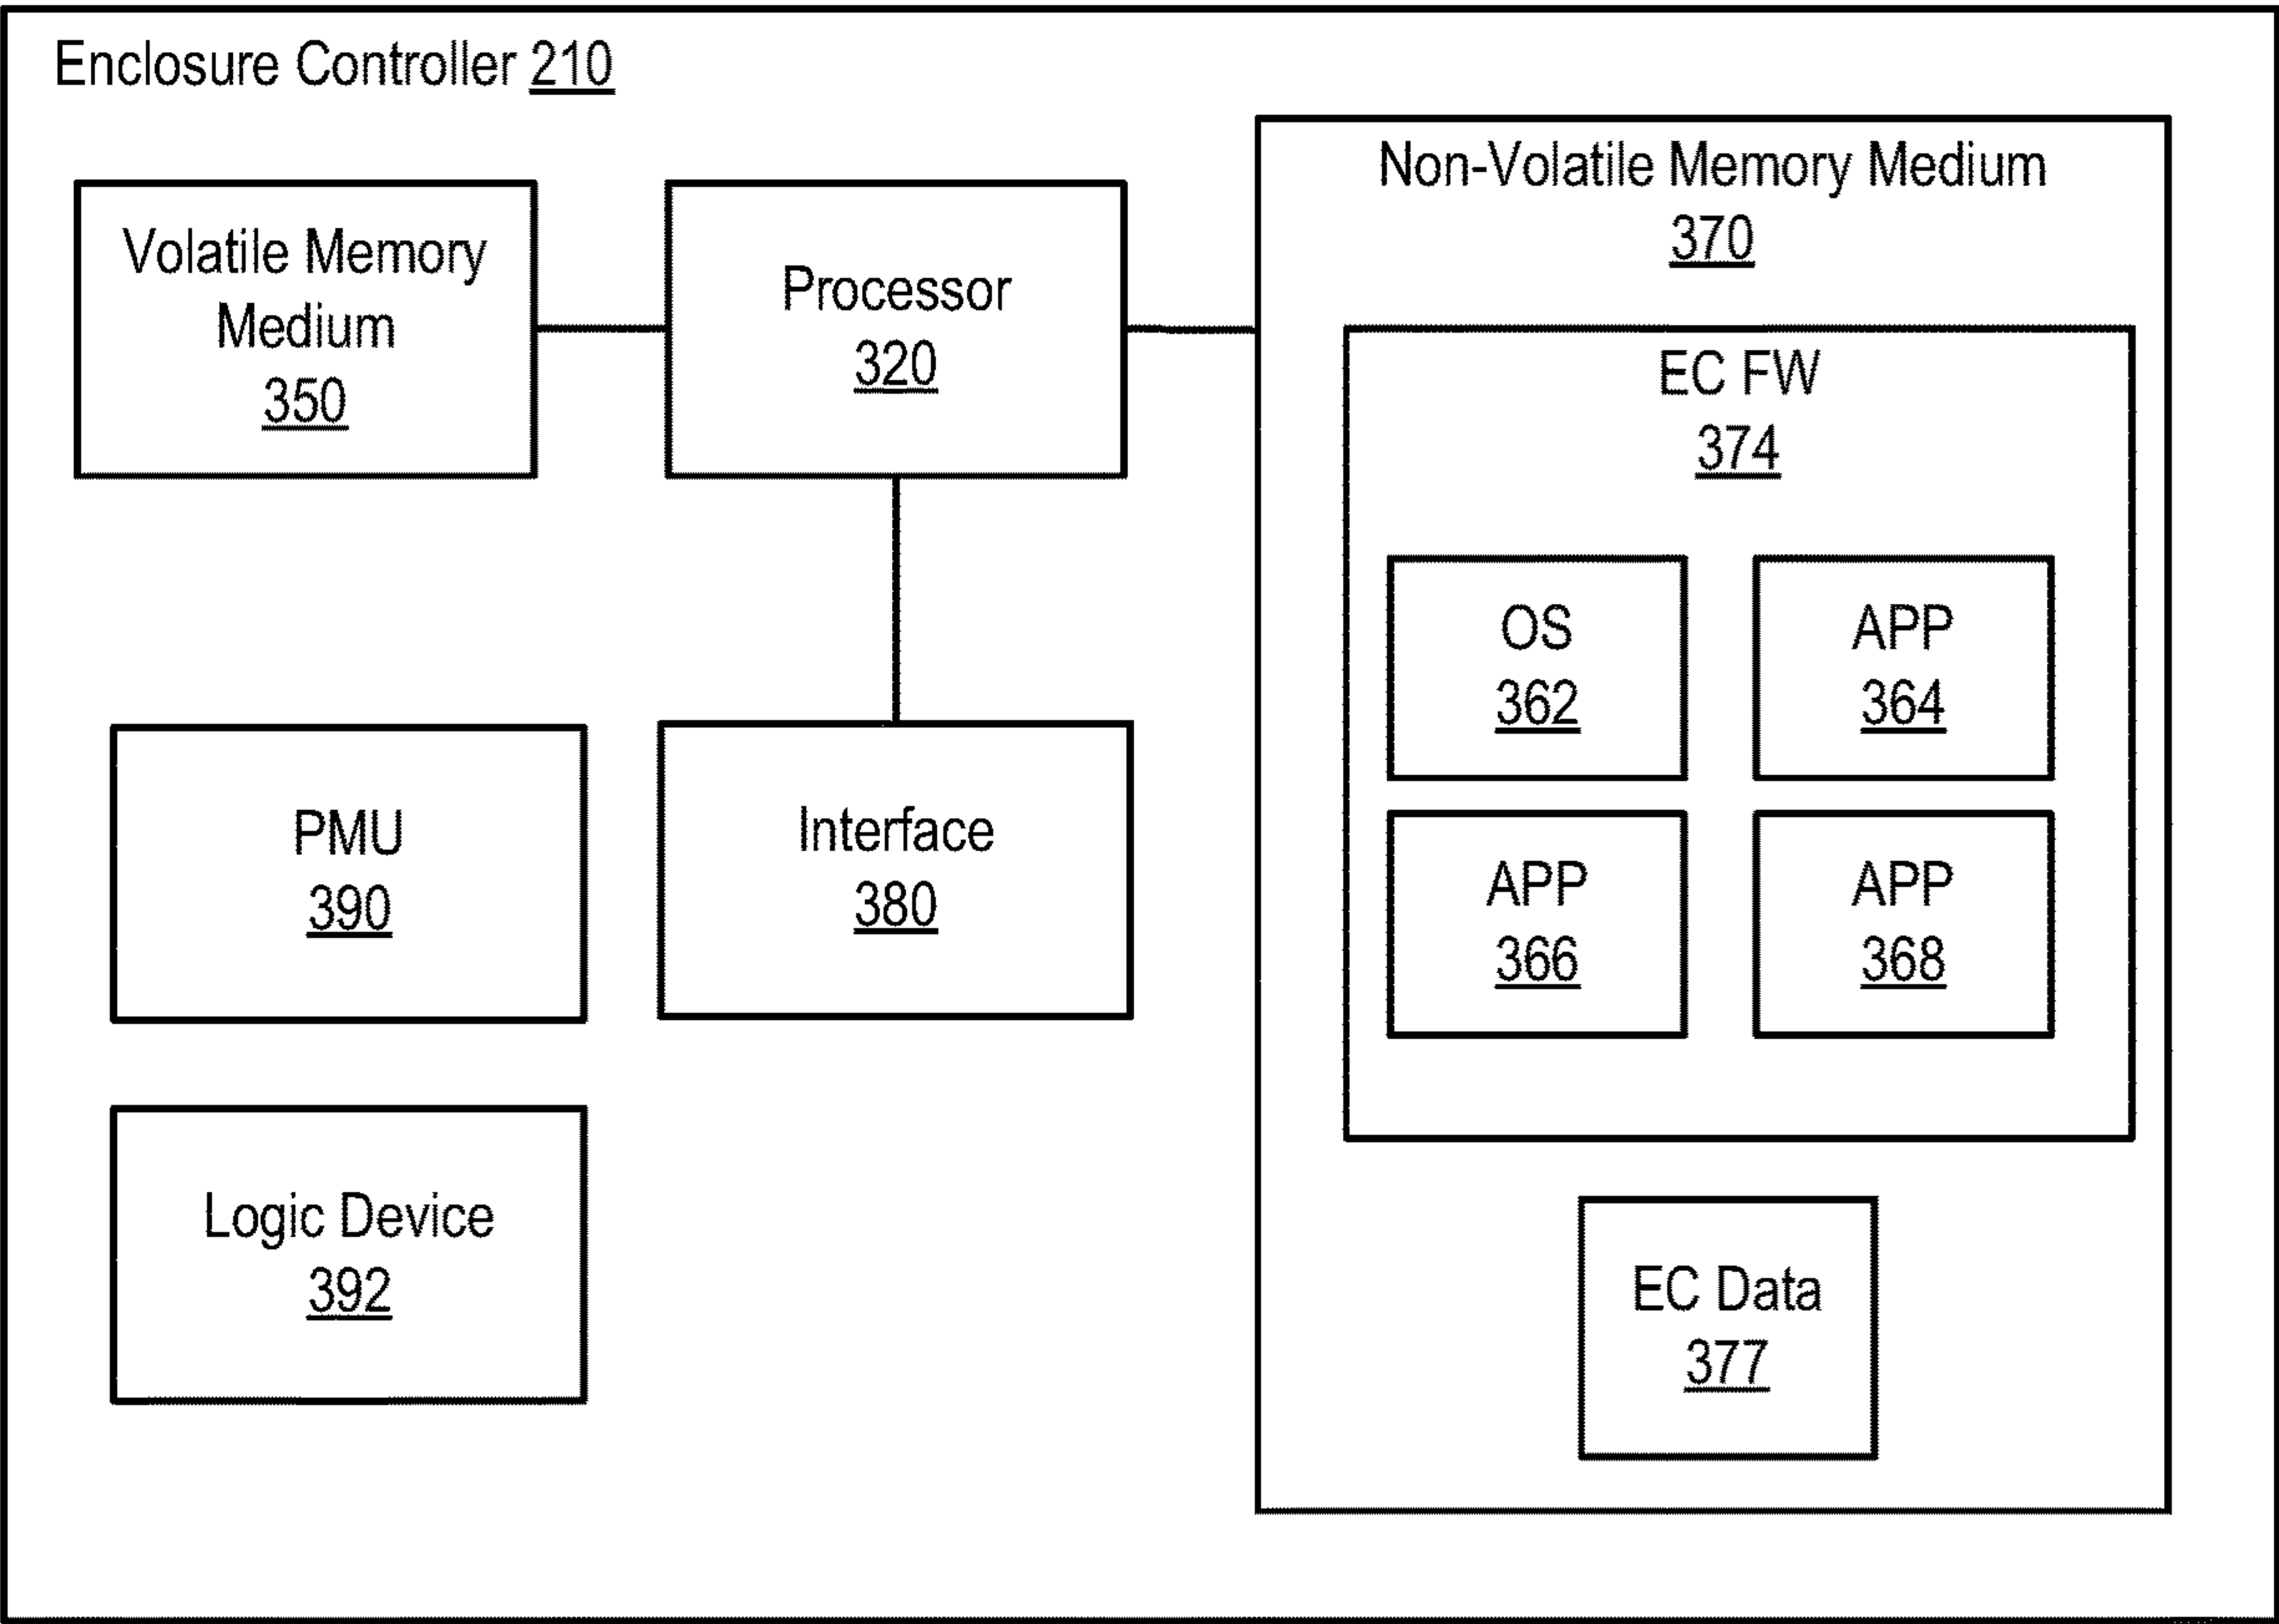 Enclosure Controller 210
Volatile Memory
Medium
350
Processor
320
Non-Volatile Memory Medium
370
EC FW
374
OS
362
APP
364
APP
366
APP
368
EC Data
377
PMU
390
Interface
380
Logic Device
392